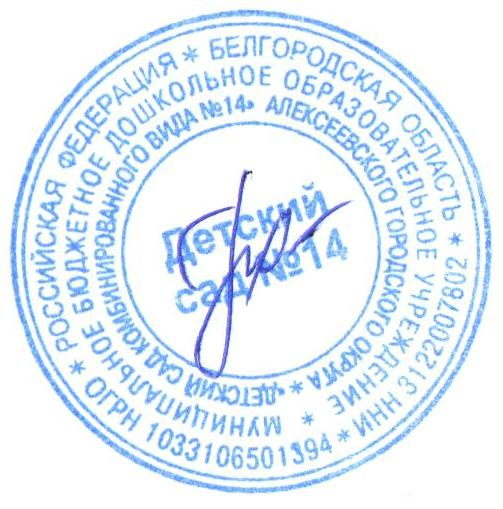 * РОССИЙСКАЯ ФЕДЕРАЦИЯ * БЕЛГОРОДСКАЯ ОБЛАСТЬ * ИНН 3122007802 * ОГРН 1033106501394
* МУНИЦИПАЛЬНОЕ БЮДЖЕТНОЕ ДОШКОЛЬНОЕ ОБРАЗОВАТЕЛЬНОЕ УЧРЕЖДЕНИЕ
* «ДЕТСКИЙ САД КОМБИНИРОВАННОГО ВИДА №14» АЛЕКСЕЕВСКОГО ГОРОДСКОГО ОКРУГА
Детский
сад №14